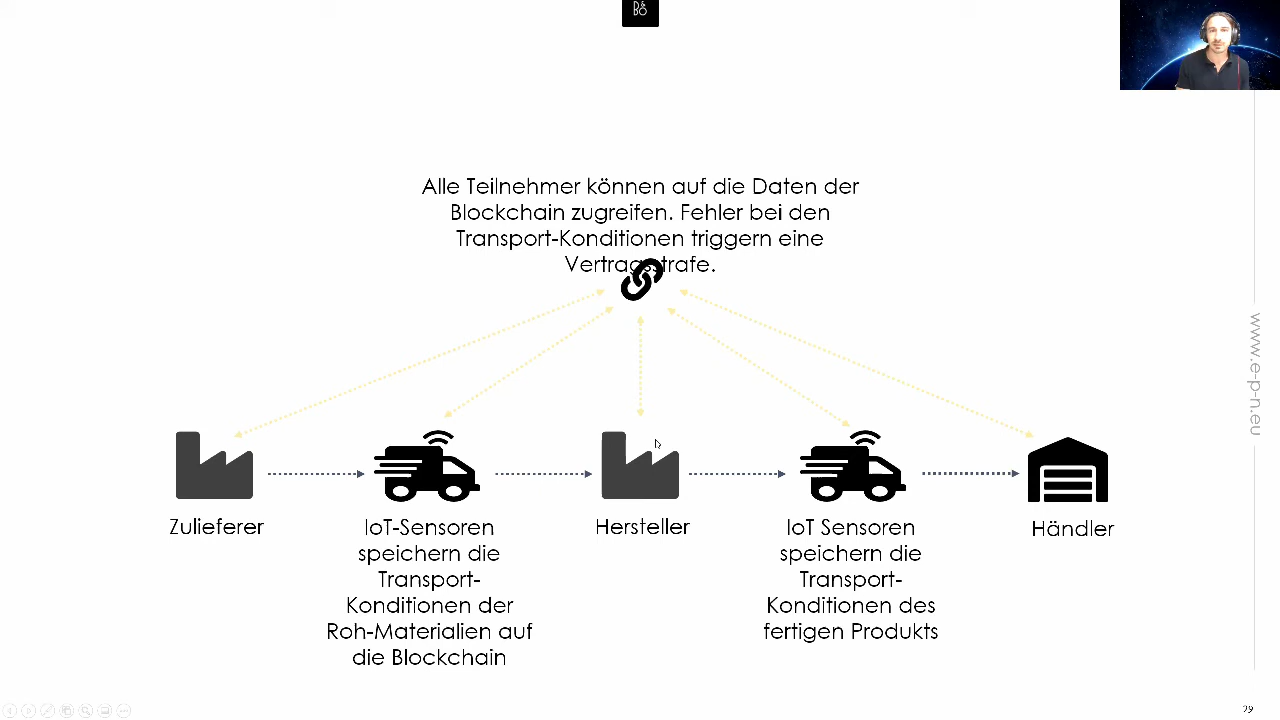 B&O
Alle Teilnehmer können auf die Daten der
Blockchain zugreifen. Fehler bei den
Transport-Konditionen triggern eine
Vertragsstrafe.
www.e-p-n.eu
Zulieferer
IoT-Sensoren
speichern die
Transport-
Konditionen der
Roh-Materialien auf
die Blockchain
Hersteller
IoT Sensoren
speichern die
Transport-
Konditionen des
fertigen Produkts
Händler
29